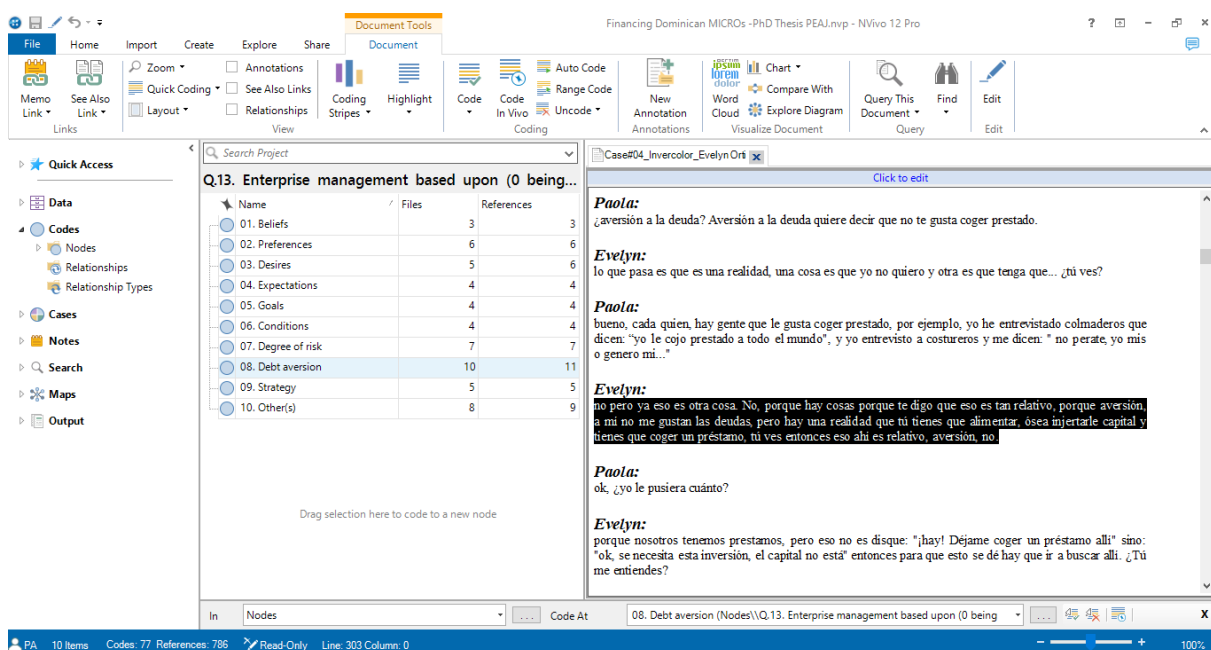 Document Tools
Financing Dominican MICROs -PhD Thesis PEAJ.nvp - NVivo 12 Pro
File Home Import Create Explore Share Document
Memo Link
See Also Link
Links
Zoom
Quick Coding
Layout
Annotations
See Also Links
Relationships
View
Coding Stripes
Highlight
Code
Code In Vivo
Auto Code
Range Code
Uncode
Coding
New Annotation
Annotations
ipsum
lorem
dolor
Word Cloud
Chart
Compare With
Explore Diagram
Visualize Document
Query This Document
Find
Query
Edit
Edit
Quick Access
Data
Codes
Nodes
Relationships
Relationship Types
Cases
Notes
Search
Maps
Output
Search Project
Q.13. Enterprise management based upon (0 being...
Name Files References
01. Beliefs 3 3
02. Preferences 6 6
03. Desires 5 6
04. Expectations 4 4
05. Goals 4 4
06. Conditions 4 4
07. Degree of risk 7 7
08. Debt aversion 10 11
09. Strategy 5 5
10. Other(s) 8 9
Drag selection here to code to a new node
Case#04_Invercolor_Evelyn Orti
Click to edit
Paola:
¿aversión a la deuda? Aversión a la deuda quiere decir que no te gusta coger prestado.
Evelyn:
lo que pasa es que es una realidad, una cosa es que yo no quiero y otra es que tenga que... ¿tú ves?
Paola:
bueno, cada quien, hay gente que le gusta coger prestado, por ejemplo, yo he entrevistado colmaderos que
dicen: “yo le cojo prestado a todo el mundo", y yo entrevisto a costureros y me dicen: " no perate, yo mis
o genero mi..."
Evelyn:
no pero ya eso es otra cosa. No, porque hay cosas porque te digo que eso es tan relativo, porque aversión,
a mi no me gustan las deudas, pero hay una realidad que tú tienes que alimentar, ósea injertarle capital y
tienes que coger un préstamo, tú ves entonces eso ahí es relativo, aversión, no.
Paola:
ok, ¿yo le pusiera cuánto?
Evelyn:
porque nosotros tenemos prestamos, pero eso no es disque: "¡hay! Déjame coger un préstamo allí" sino:
"ok, se necesita esta inversión, el capital no está" entonces para que esto se dé hay que ir a buscar allí. ¿Tú
me entiendes?
In Nodes ... Code At 08. Debt aversion (Nodes\\Q.13. Enterprise management based upon (0 being ... X
PA 10 Items Codes: 77 References: 786 Read-Only Line: 303 Column: 0 100%